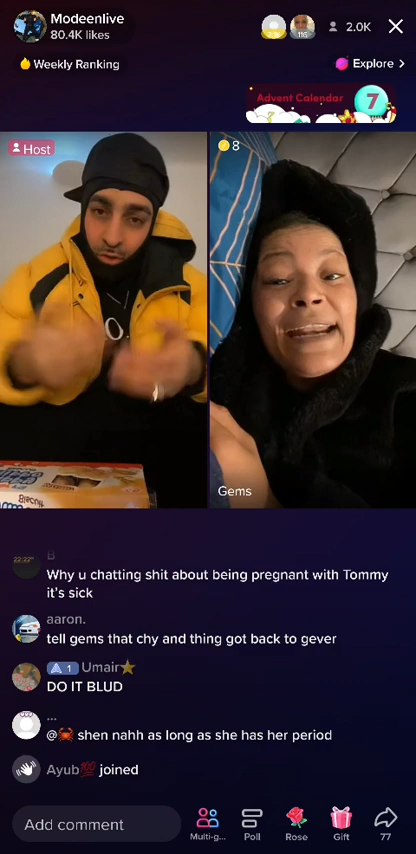 Modeenlive
80.4K likes
2.0K
Weekly Ranking
Explore >
Advent Calendar
7
Host
8
Gems
Why u chatting shit about being pregnant with Tommy
it's sick
aaron.
tell gems that chy and thing got back to gever
1 Umair⭐
DO IT BLUD
...
@🦀 shen nahh as long as she has her period
Ayub💯 joined
Add comment
Multi-g...
Poll
Rose
Gift
77